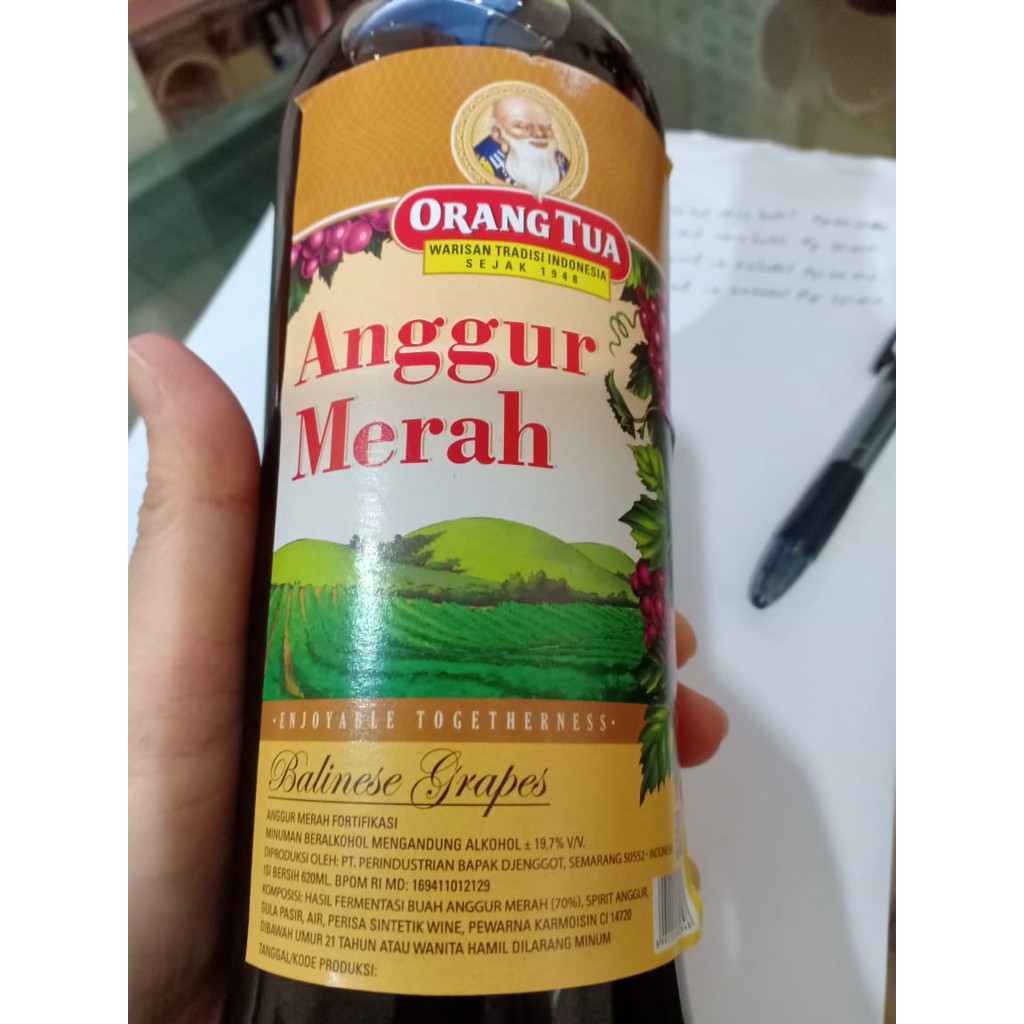 ORANG TUA
WARISAN TRADISI INDONESIA
SEJAK 1948
Anggur
Merah
·ENJOYABLE TOGETHERNESS·
Balinese Grapes
ANGGUR MERAH FORTIFIKASI
MINUMAN BERALKOHOL MENGANDUNG ALKOHOL ± 19,7% V/V.
DIPRODUKSI OLEH: PT. PERINDUSTRIAN BAPAK DJENGGOT, SEMARANG 50552 - INDONESIA
ISI BERSIH 620ML. BPOM RI MD: 169411012129
KOMPOSISI: HASIL FERMENTASI BUAH ANGGUR MERAH (70%), SPIRIT ANGGUR,
GULA PASIR, AIR, PERISA SINTETIK WINE, PEWARNA KARMOISIN CI 14720
DIBAWAH UMUR 21 TAHUN ATAU WANITA HAMIL DILARANG MINUM
TANGGAL/KODE PRODUKSI: